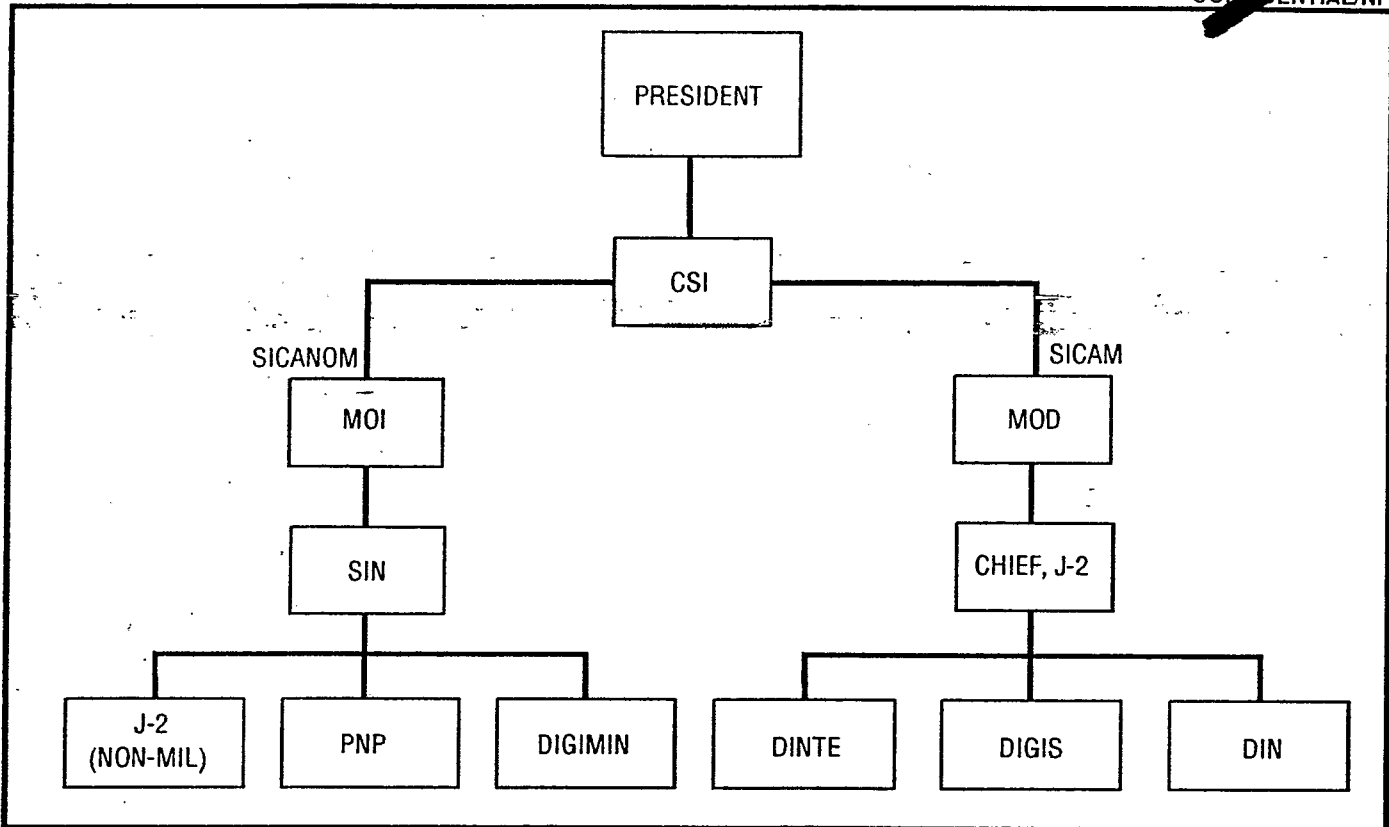 PRESIDENT
CSI
SICANOM
SICAM
MOI
MOD
SIN
CHIEF, J-2
J-2
(NON-MIL)
PNP
DIGIMIN
DINTE
DIGIS
DIN